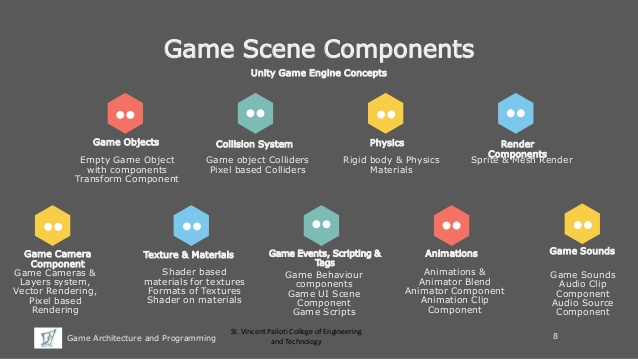 Game Scene Components
Unity Game Engine Concepts
Game Objects
Empty Game Object
with components
Transform Component
Collision System
Game object Colliders
Pixel based Colliders
Physics
Rigid body & Physics
Materials
Render
Components
Sprite & Mesh Render
Game Camera
Component
Game Cameras &
Layers system,
Vector Rendering,
Pixel based
Rendering
Texture & Materials
Shader based
materials for textures
Formats of Textures
Shader on materials
Game Events, Scripting &
Tags
Game Behaviour
components
Game UI Scene
Component
Game Scripts
Animations
Animations &
Animator Blend
Animator Component
Animation Clip
Component
Game Sounds
Game Sounds
Audio Clip
Component
Audio Source
Component
Game Architecture and Programming
St. Vincent Palloti College of Engineering
and Technology
8